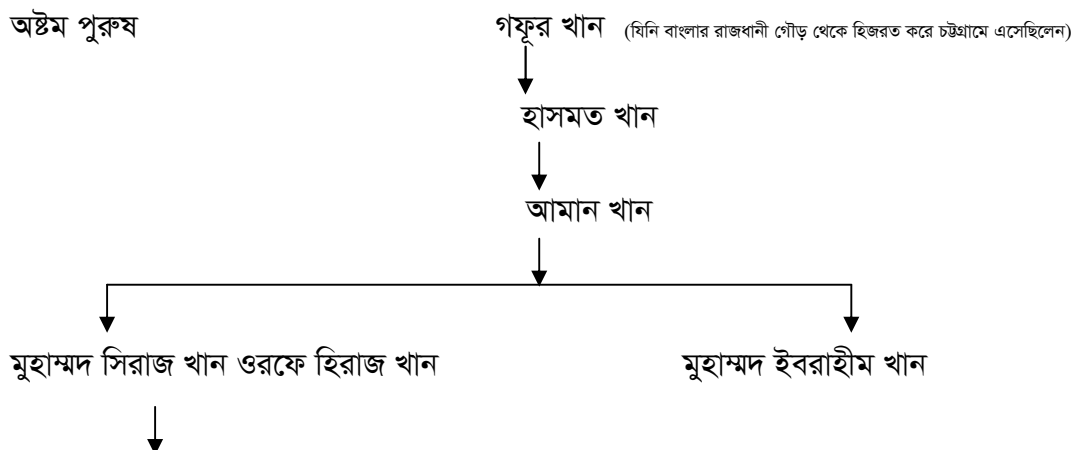 অষ্টম পুরুষ গফূর খান (যিনি বাংলার রাজধানী গৌড় থেকে হিজরত করে চট্টগ্রামে এসেছিলেন)
হাসমত খান
আমান খান
মুহাম্মদ সিরাজ খান ওরফে হিরাজ খান মুহাম্মদ ইবরাহীম খান